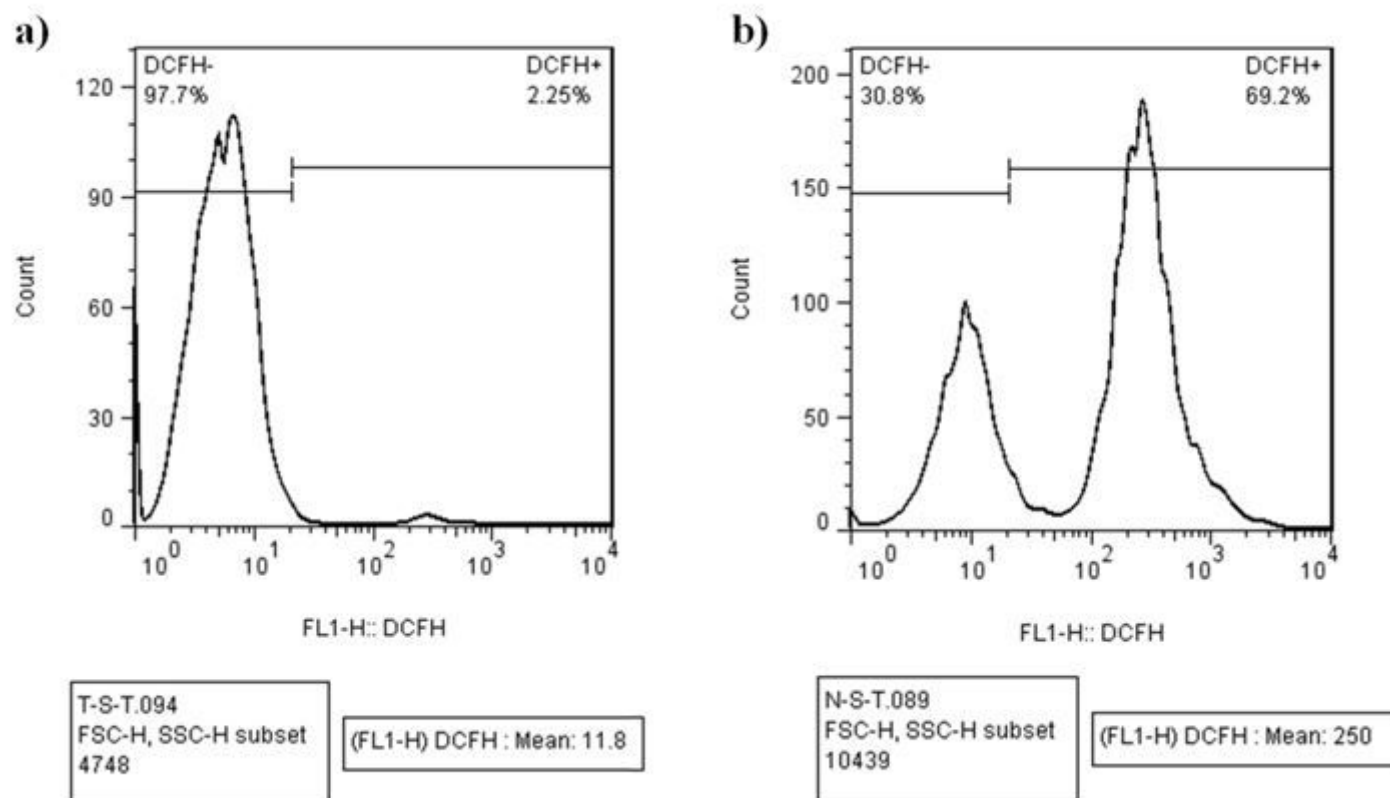 a)
DCFH-
97.7%
DCFH+
2.25%
120
90
60
30
0
Count
10^0 10^1 10^2 10^3 10^4
FL1-H:: DCFH
T-S-T.094
FSC-H, SSC-H subset
4748
(FL1-H) DCFH : Mean: 11.8
b)
DCFH-
30.8%
DCFH+
69.2%
200
150
100
50
0
Count
10^0 10^1 10^2 10^3 10^4
FL1-H:: DCFH
N-S-T.089
FSC-H, SSC-H subset
10439
(FL1-H) DCFH : Mean: 250